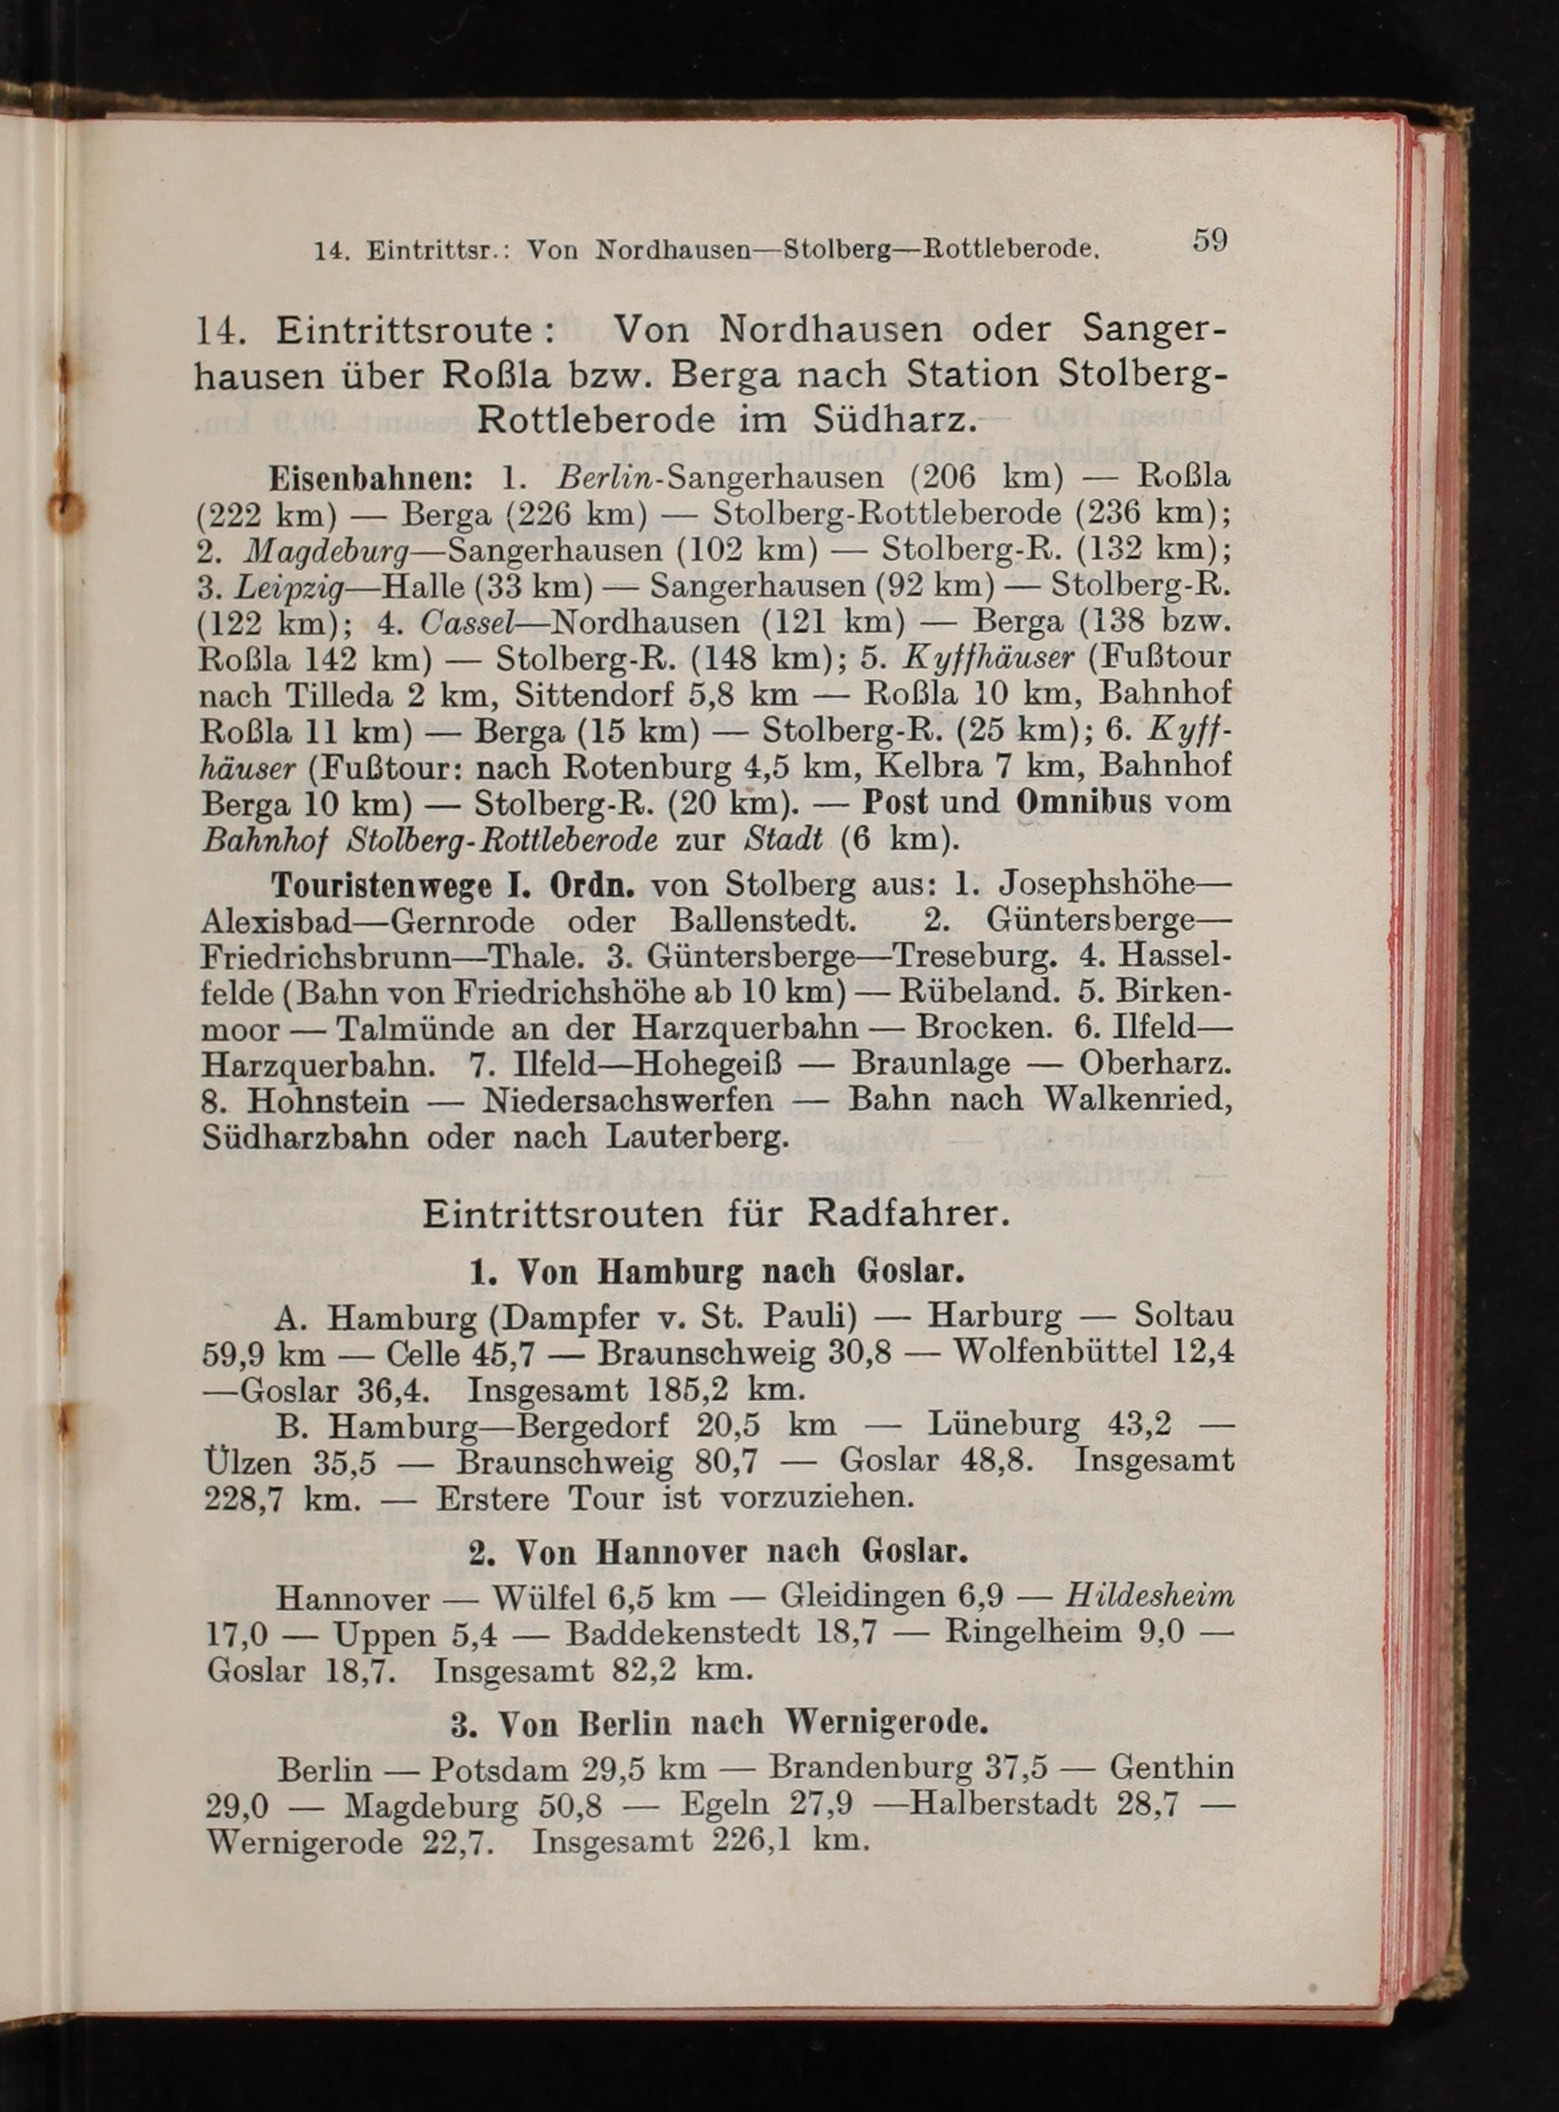 14. Eintrittsr.: Von Nordhausen—Stolberg—Rottleberode. 59
14. Eintrittsroute: Von Nordhausen oder Sanger-
hausen über Roßla bzw. Berga nach Station Stolberg-
Rottleberode im Südharz.
Eisenbahnen: 1. Berlin-Sangerhausen (206 km) — Roßla
(222 km) — Berga (226 km) — Stolberg-Rottleberode (236 km);
2. Magdeburg—Sangerhausen (102 km) — Stolberg-R. (132 km);
3. Leipzig—Halle (33 km) — Sangerhausen (92 km) — Stolberg-R.
(122 km); 4. Cassel—Nordhausen (121 km) — Berga (138 bzw.
Roßla 142 km) — Stolberg-R. (148 km); 5. Kyffhäuser (Fußtour
nach Tilleda 2 km, Sittendorf 5,8 km — Roßla 10 km, Bahnhof
Roßla 11 km) — Berga (15 km) — Stolberg-R. (25 km); 6. Kyff-
häuser (Fußtour: nach Rotenburg 4,5 km, Kelbra 7 km, Bahnhof
Berga 10 km) — Stolberg-R. (20 km). — Post und Omnibus vom
Bahnhof Stolberg-Rottleberode zur Stadt (6 km).
Touristenwege I. Ordn. von Stolberg aus: 1. Josephshöhe—
Alexisbad—Gernrode oder Ballenstedt. 2. Güntersberge—
Friedrichsbrunn—Thale. 3. Güntersberge—Treseburg. 4. Hassel-
felde (Bahn von Friedrichshöhe ab 10 km) — Rübeland. 5. Birken-
moor — Talmünde an der Harzquerbahn — Brocken. 6. Ilfeld—
Harzquerbahn. 7. Ilfeld—Hohegeiß — Braunlage — Oberharz.
8. Hohnstein — Niedersachswerfen — Bahn nach Walkenried,
Südharzbahn oder nach Lauterberg.
Eintrittsrouten für Radfahrer.
1. Von Hamburg nach Goslar.
A. Hamburg (Dampfer v. St. Pauli) — Harburg — Soltau
59,9 km — Celle 45,7 — Braunschweig 30,8 — Wolfenbüttel 12,4
—Goslar 36,4. Insgesamt 185,2 km.
B. Hamburg—Bergedorf 20,5 km — Lüneburg 43,2 —
Ülzen 35,5 — Braunschweig 80,7 — Goslar 48,8. Insgesamt
228,7 km. — Erstere Tour ist vorzuziehen.
2. Von Hannover nach Goslar.
Hannover — Wülfel 6,5 km — Gleidingen 6,9 — Hildesheim
17,0 — Uppen 5,4 — Baddekenstedt 18,7 — Ringelheim 9,0 —
Goslar 18,7. Insgesamt 82,2 km.
3. Von Berlin nach Wernigerode.
Berlin — Potsdam 29,5 km — Brandenburg 37,5 — Genthin
29,0 — Magdeburg 50,8 — Egeln 27,9 —Halberstadt 28,7 —
Wernigerode 22,7. Insgesamt 226,1 km.